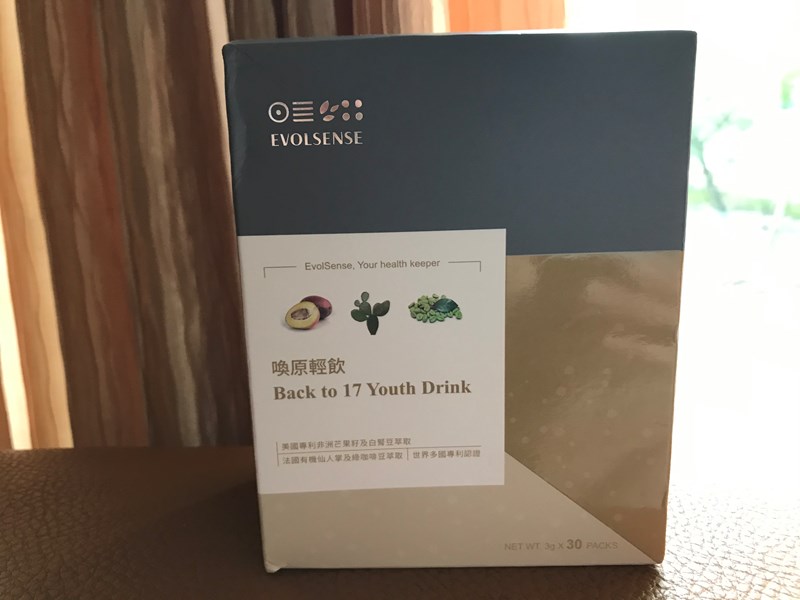 EVOLSENSE
EvolSense, Your health keeper
喚原輕飲
Back to 17 Youth Drink
美國專利非洲芒果籽及白腎豆萃取
法國有機仙人掌及綠咖啡豆萃取 世界多國專利認證
NET WT. 3g X 30 PACKS